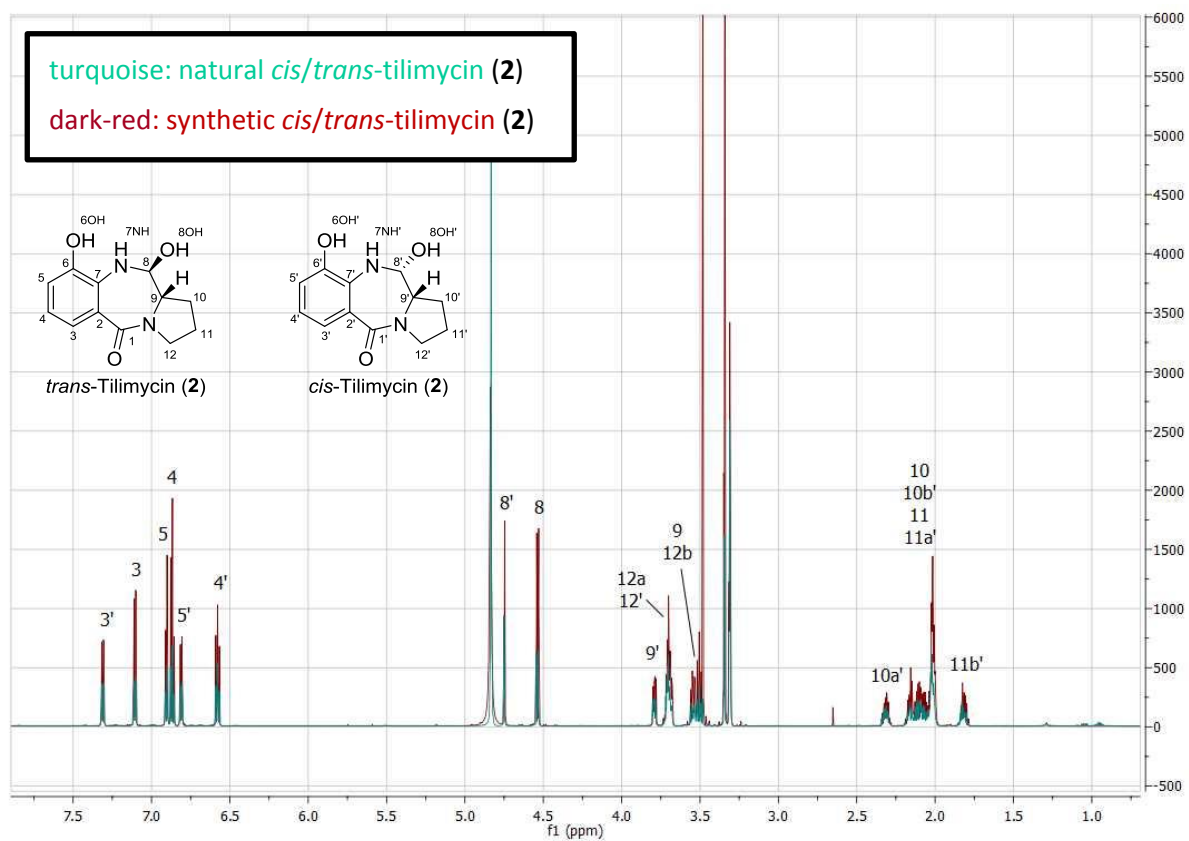 turquoise: natural cis/trans-tilimycin (2)
dark-red: synthetic cis/trans-tilimycin (2)
6OH
OH
7NH
H
N
8OH
OH
H
5
6
7
8
9
10
4
3
2
1
N
11
12
O
trans-Tilimycin (2)
6OH'
OH
7NH'
H
N
8OH'
OH
H
5'
6'
7'
8'
9'
10'
4'
3'
2'
1'
N
11'
12'
O
cis-Tilimycin (2)
3'
3
5
4
5'
4'
8'
8
9'
12a
12'
9
12b
10a'
10
10b'
11
11a'
11b'
6000
5500
5000
4500
4000
3500
3000
2500
2000
1500
1000
500
0
-500
7.5 7.0 6.5 6.0 5.5 5.0 4.5 4.0 3.5 3.0 2.5 2.0 1.5 1.0
f1 (ppm)